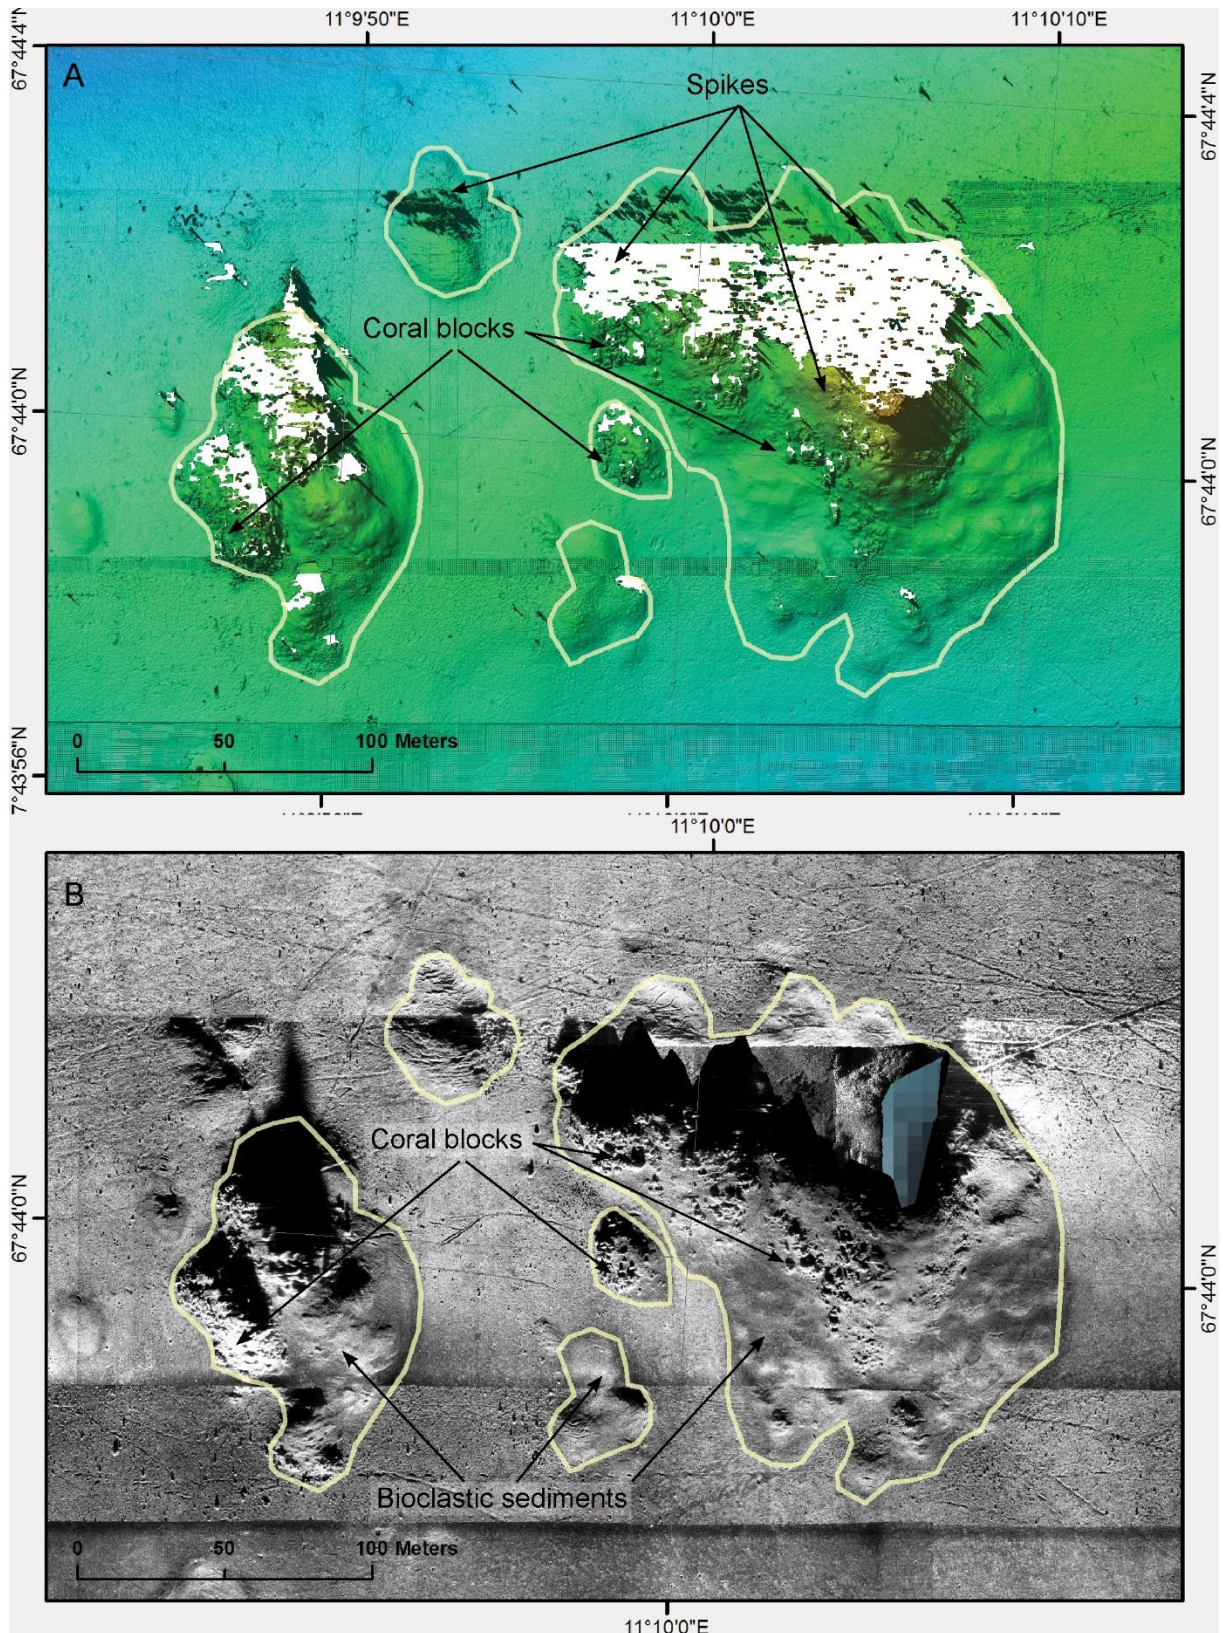 11°9'50"E 11°10'0"E 11°10'10"E
67°44'4"N
A
Spikes
67°44'4"N
Coral blocks
67°44'0"N
67°44'0"N
0 50 100 Meters
7°43'56"N
11°10'0"E
B
Coral blocks
67°44'0"N
67°44'0"N
Bioclastic sediments
0 50 100 Meters
11°10'0"E